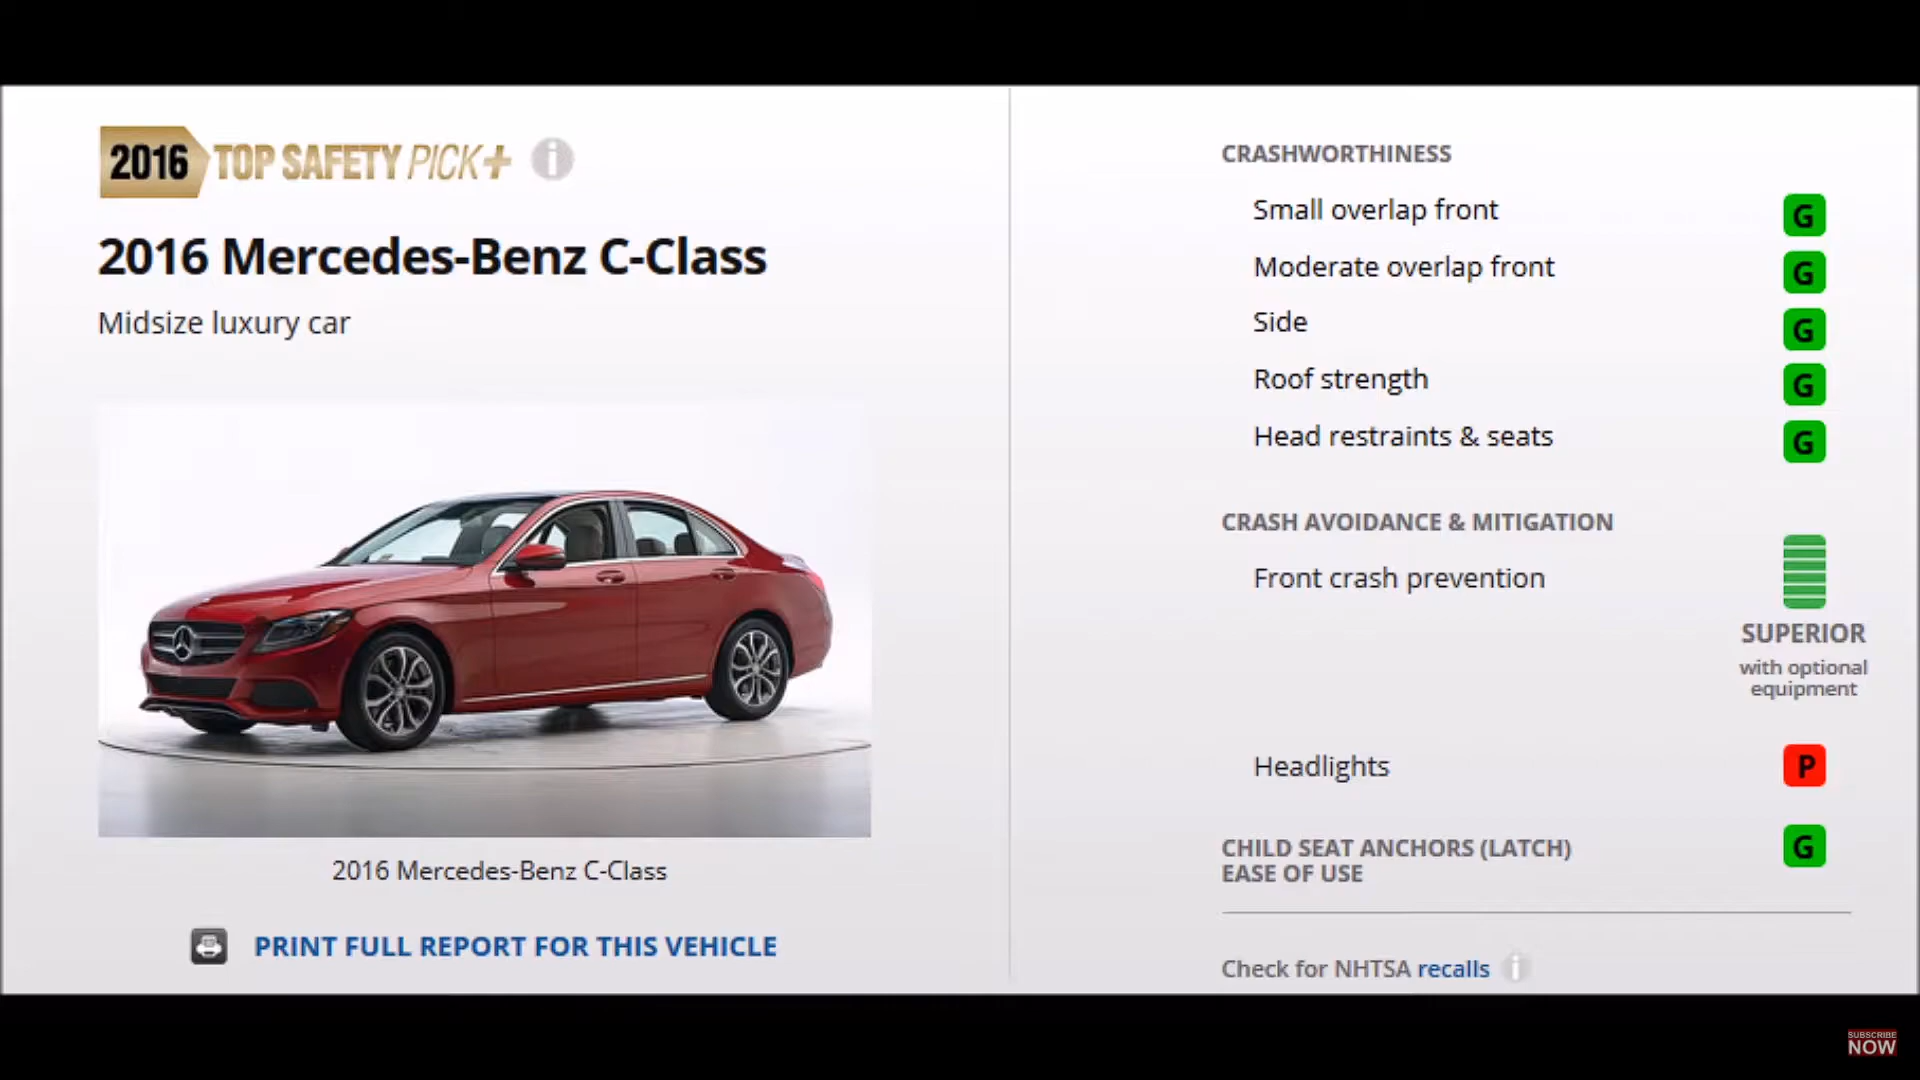 2016 TOP SAFETY PICK+
2016 Mercedes-Benz C-Class
Midsize luxury car
2016 Mercedes-Benz C-Class
PRINT FULL REPORT FOR THIS VEHICLE
CRASHWORTHINESS
Small overlap front G
Moderate overlap front G
Side G
Roof strength G
Head restraints & seats G
CRASH AVOIDANCE & MITIGATION
Front crash prevention
SUPERIOR
with optional
equipment
Headlights P
CHILD SEAT ANCHORS (LATCH) G
EASE OF USE
Check for NHTSA recalls i
SUBSCRIBE
NOW